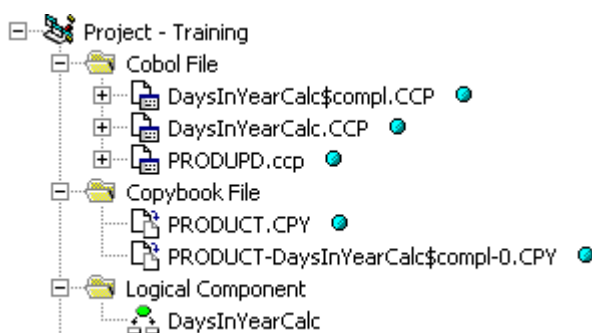 Project - Training
Cobol File
DaysInYearCalc$compl.CCP
DaysInYearCalc.CCP
PRODUPD.ccp
Copybook File
PRODUCT.CPY
PRODUCT-DaysInYearCalc$compl-0.CPY
Logical Component
DaysInYearCalc